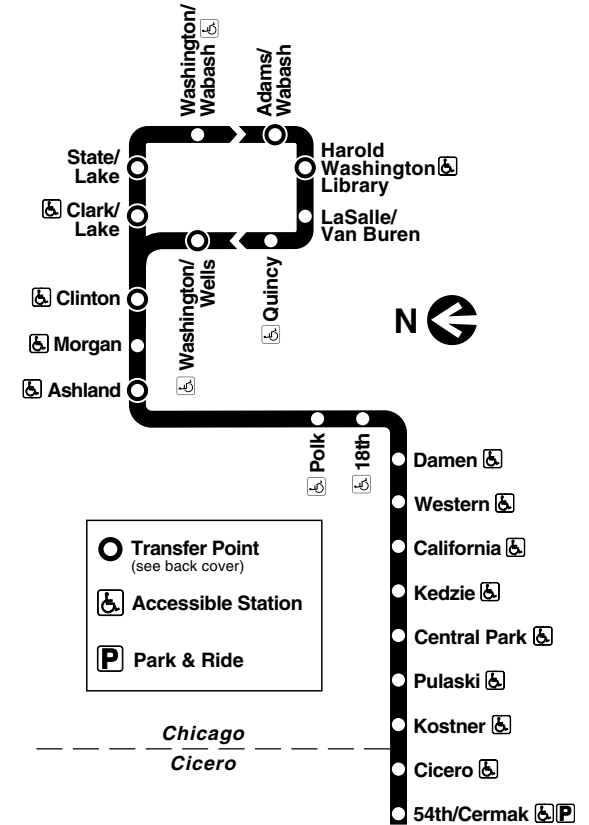 Washington/
Wabash
Adams/
Wabash
State/
Lake
Harold
Washington
Library
Clark/
Lake
LaSalle/
Van Buren
Washington/
Wells
Quincy
Clinton
N
Morgan
Ashland
Polk
18th
Damen
Western
California
Kedzie
Central Park
Pulaski
Kostner
Cicero
54th/Cermak P
Transfer Point
(see back cover)
Accessible Station
P Park & Ride
Chicago
Cicero